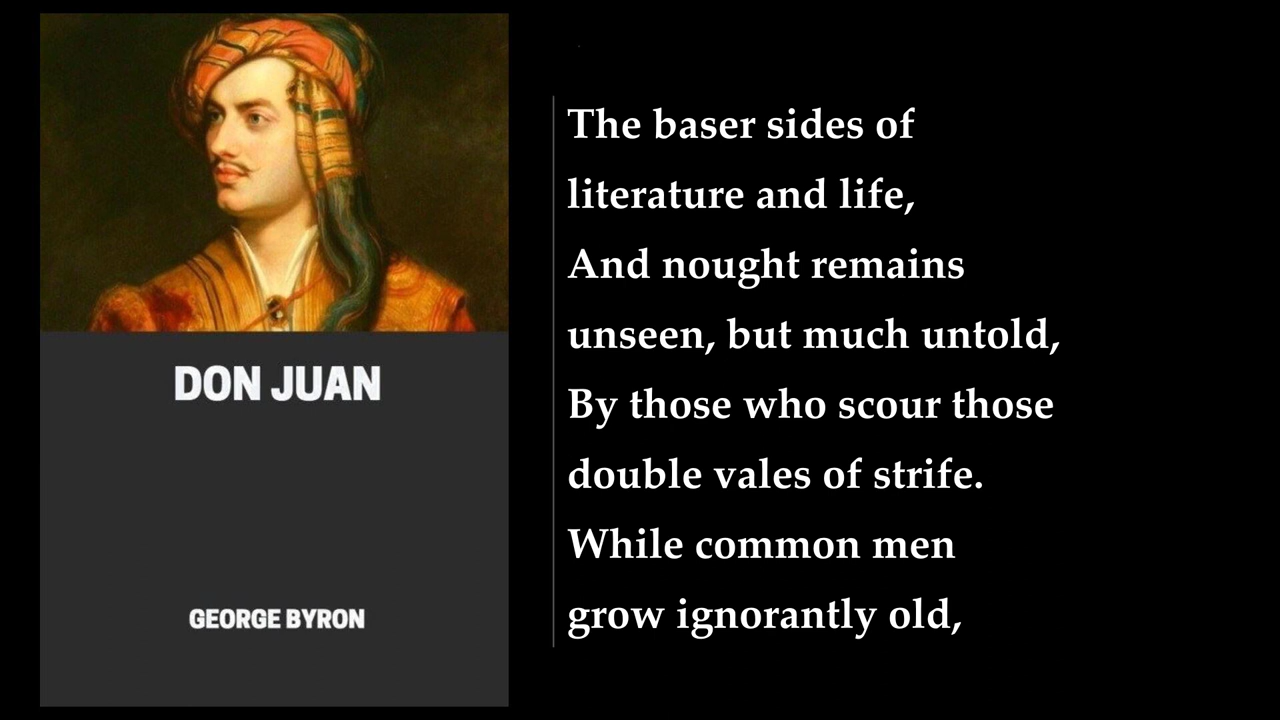 DON JUAN
GEORGE BYRON
The baser sides of
literature and life,
And nought remains
unseen, but much untold,
By those who scour those
double vales of strife.
While common men
grow ignorantly old,